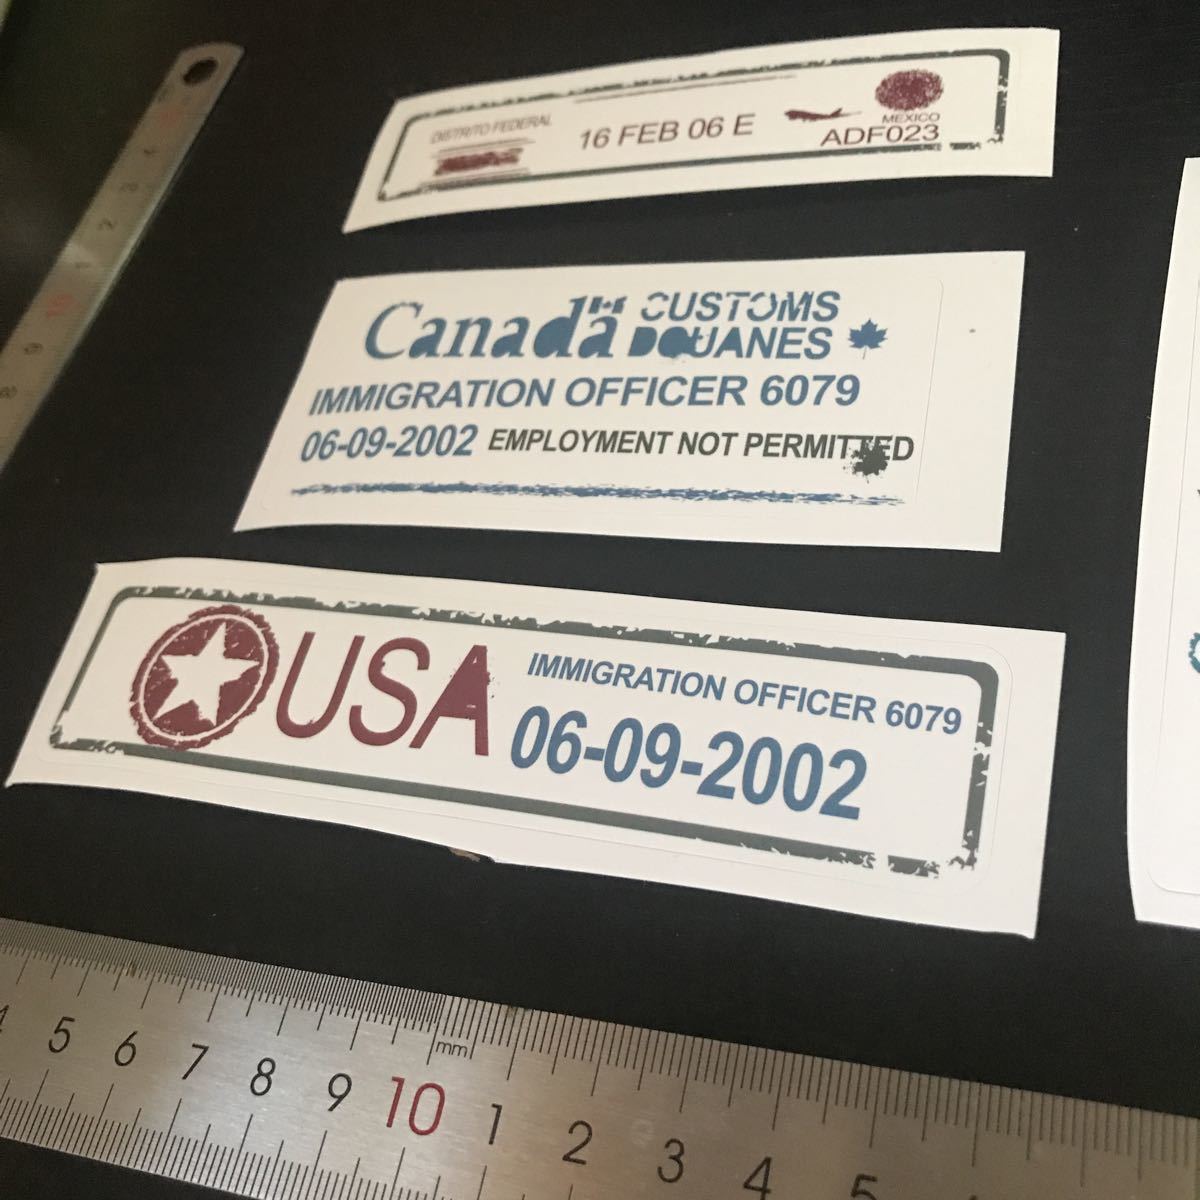 DISTRITO FEDERAL
16 FEB 06 E
MEXICO
ADF023
Canada CUSTOMS
DOUANES
IMMIGRATION OFFICER 6079
06-09-2002 EMPLOYMENT NOT PERMITTED
USA IMMIGRATION OFFICER 6079
06-09-2002
mm
5 6 7 8 9 10 1 2 3 4 5